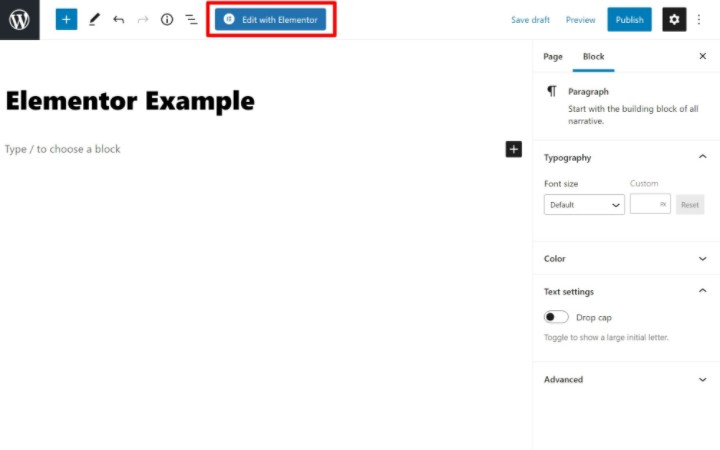 Edit with Elementor
Save draft
Preview
Publish
Page
Block
Elementor Example
Paragraph
Start with the building block of all
narrative.
Type / to choose a block
Typography
Font size
Custom
Default
Reset
Color
Text settings
Drop cap
Toggle to show a large initial letter.
Advanced